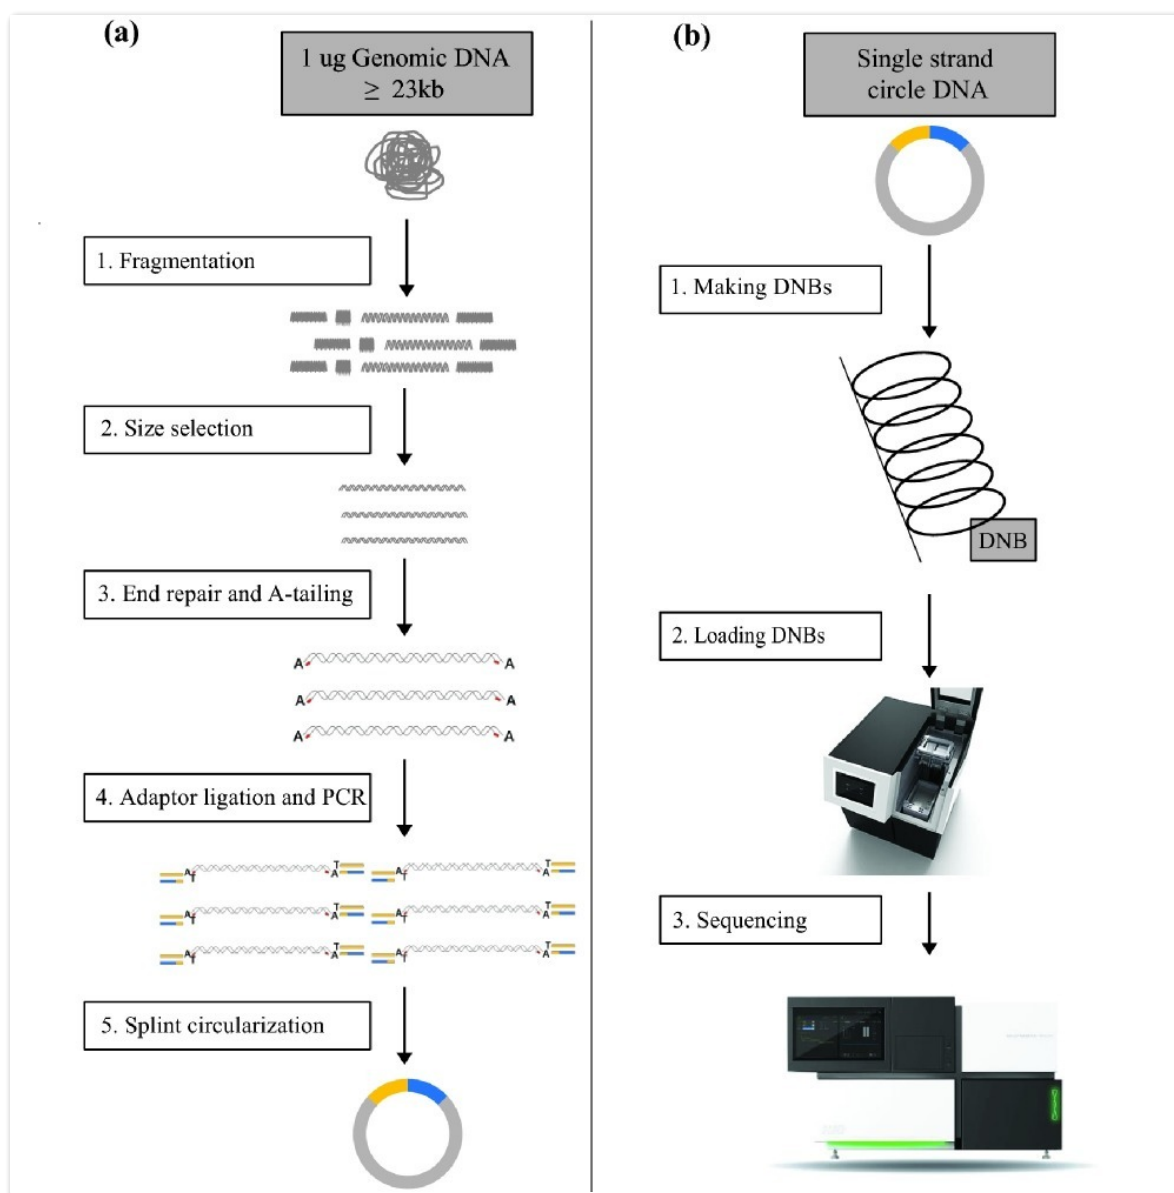 (a)
1 ug Genomic DNA
≥ 23kb
1. Fragmentation
2. Size selection
3. End repair and A-tailing
A A
A A
A A
4. Adaptor ligation and PCR
A T T A A T T A
A T T A A T T A
A T T A A T T A
5. Splint circularization
(b)
Single strand
circle DNA
1. Making DNBs
DNB
2. Loading DNBs
3. Sequencing